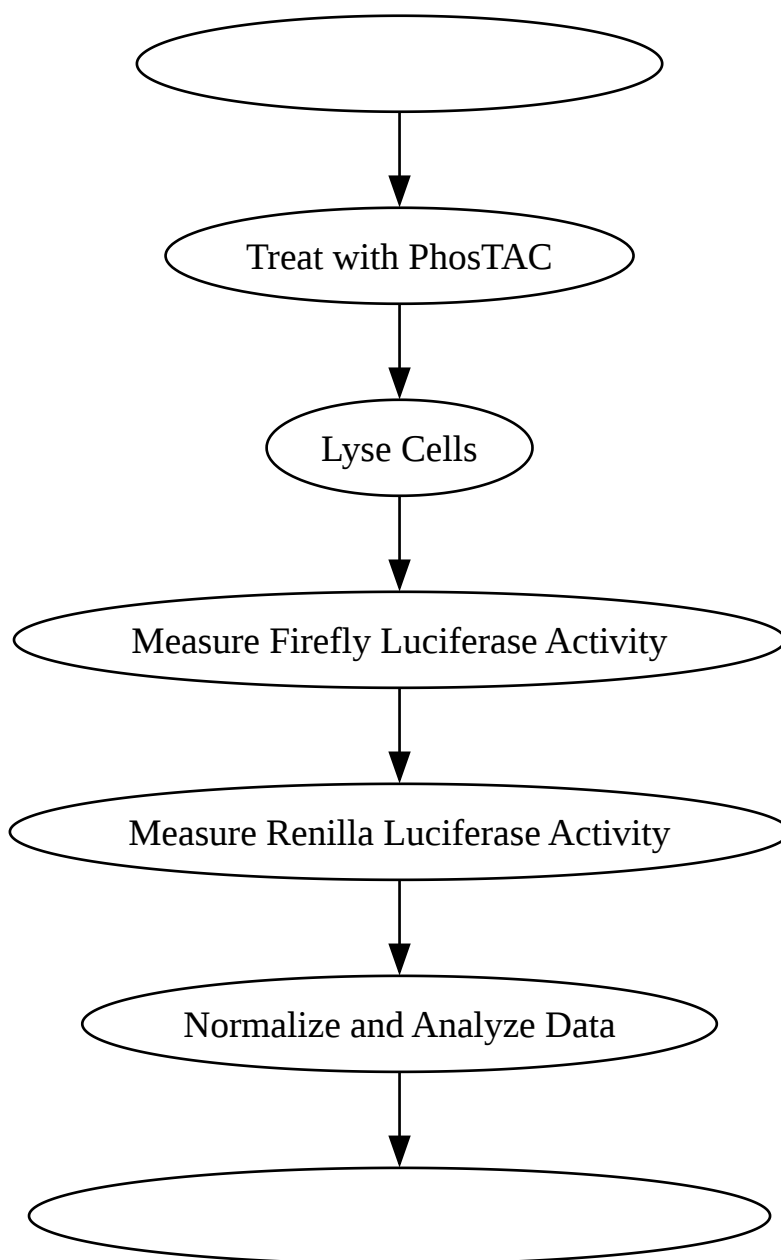 Treat with PhosTAC
Lyse Cells
Measure Firefly Luciferase Activity
Measure Renilla Luciferase Activity
Normalize and Analyze Data